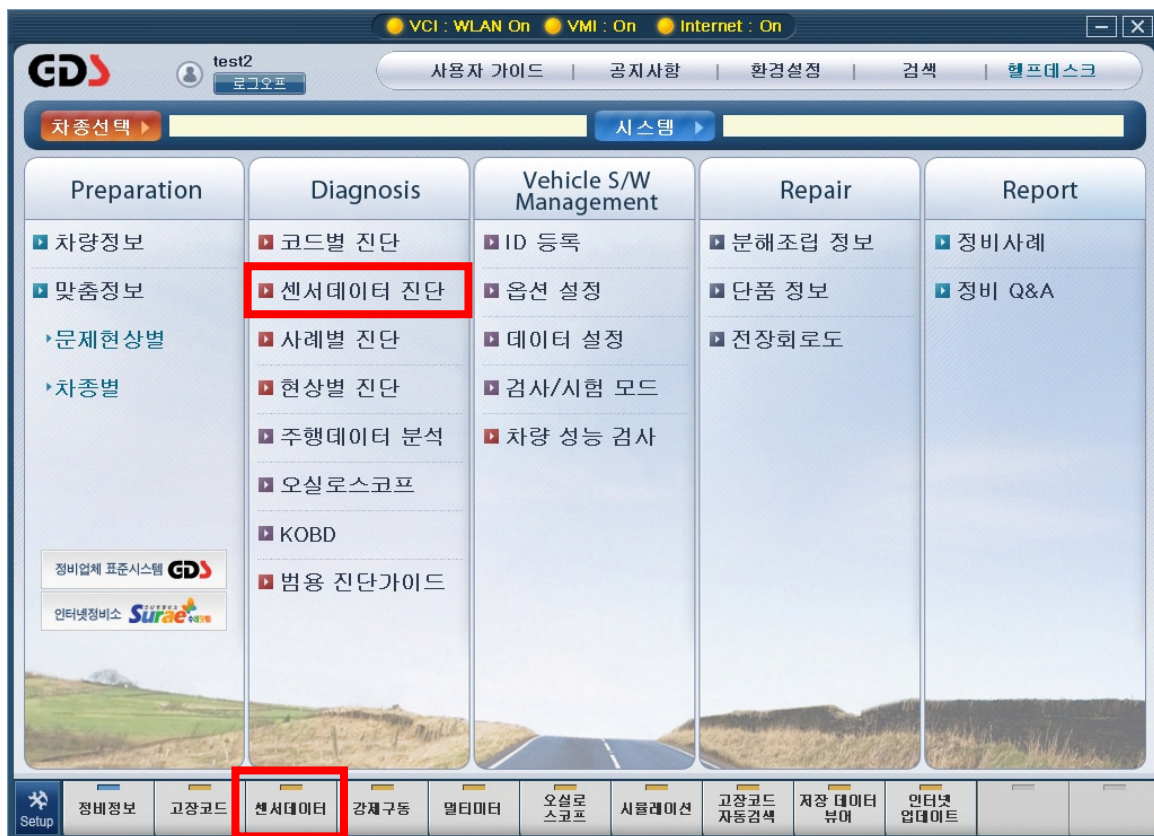 VCI : WLAN On VMI : On Internet : On
GDS
test2
로그오프
사용자 가이드 | 공지사항 | 환경설정 | 검색 | 헬프데스크
차종선택
시스템
Preparation
차량정보
맞춤정보
문제현상별
차종별
정비업체 표준시스템 GDS
인터넷정비소 Surae
Diagnosis
코드별 진단
센서데이터 진단
사례별 진단
현상별 진단
주행데이터 분석
오실로스코프
KOBD
범용 진단가이드
Vehicle S/W
Management
ID 등록
옵션 설정
데이터 설정
검사/시험 모드
차량 성능 검사
Repair
분해조립 정보
단품 정보
전장회로도
Report
정비사례
정비 Q&A
Setup
정비정보
고장코드
센서데이터
강제구동
멀티미터
오실로
스코프
시뮬레이션
고장코드
자동검색
저장 데이터
뷰어
인터넷
업데이트